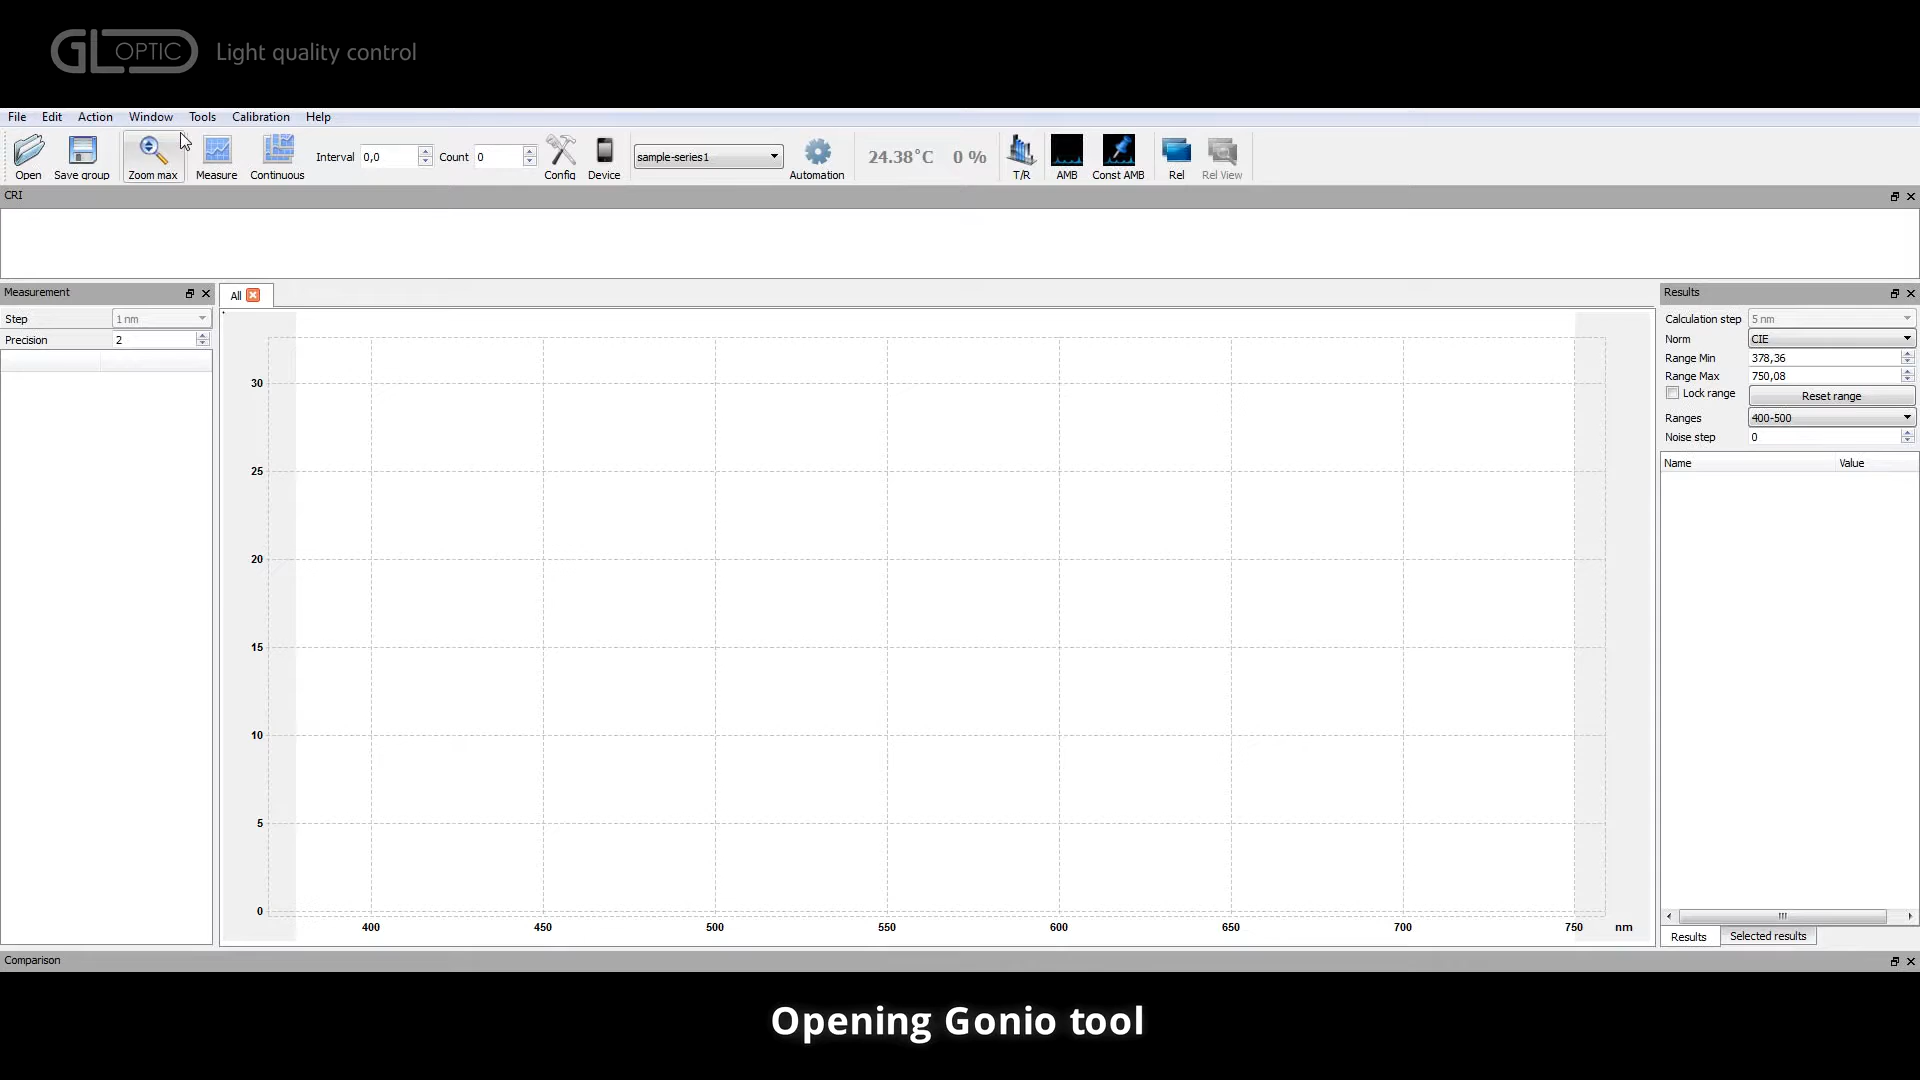 GL OPTIC Light quality control
File Edit Action Window Tools Calibration Help
Open Save group Zoom max Measure Continuous Interval 0,0 Count 0 Config Device sample-series1 Automation 24.38°C 0 % T/R AMB Const AMB Rel Rel View
CRI
Measurement
Step 1 nm
Precision 2
All
30
25
20
15
10
5
0
400 450 500 550 600 650 700 750 nm
Results
Calculation step 5 nm
Norm CIE
Range Min 378,36
Range Max 750,08
Lock range Reset range
Ranges 400-500
Noise step 0
Name Value
Results Selected results
Comparison
Opening Gonio tool